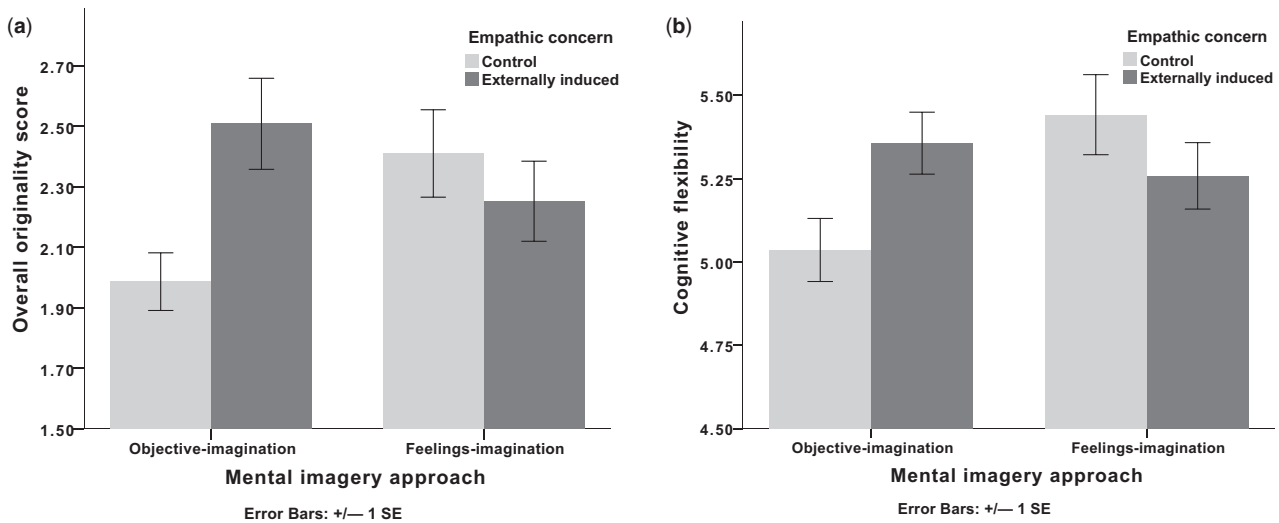 (a)
Overall originality score
2.70
2.50
2.30
2.10
1.90
1.70
1.50
Empathic concern
Control
Externally induced
Objective-imagination
Feelings-imagination
Mental imagery approach
Error Bars: +/— 1 SE
(b)
Cognitive flexibility
5.50
5.25
5.00
4.75
4.50
Empathic concern
Control
Externally induced
Objective-imagination
Feelings-imagination
Mental imagery approach
Error Bars: +/— 1 SE